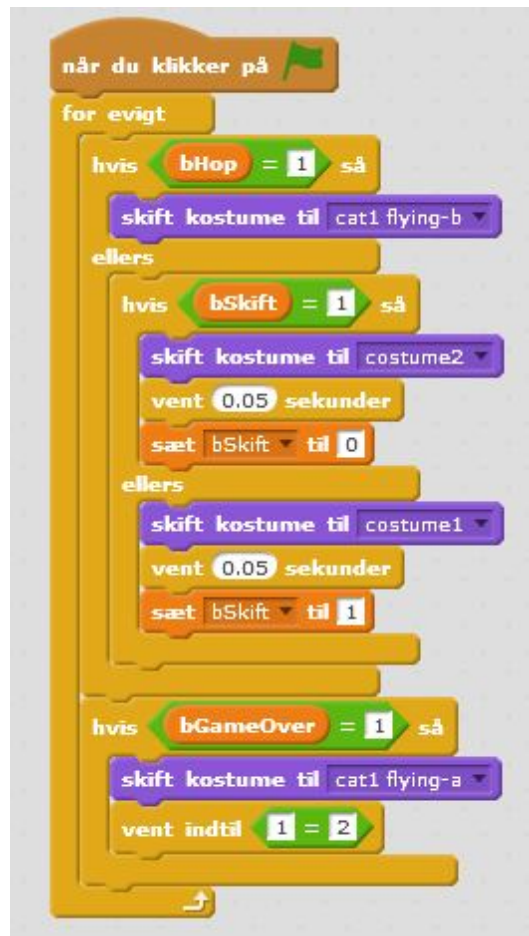 når du klikker på
for evigt
hvis bHop = 1 så
skift kostume til cat1 flying-b
ellers
hvis bSkift = 1 så
skift kostume til costume2
vent 0.05 sekunder
sæt bSkift til 0
ellers
skift kostume til costume1
vent 0.05 sekunder
sæt bSkift til 1
hvis bGameOver = 1 så
skift kostume til cat1 flying-a
vent indtil 1 = 2